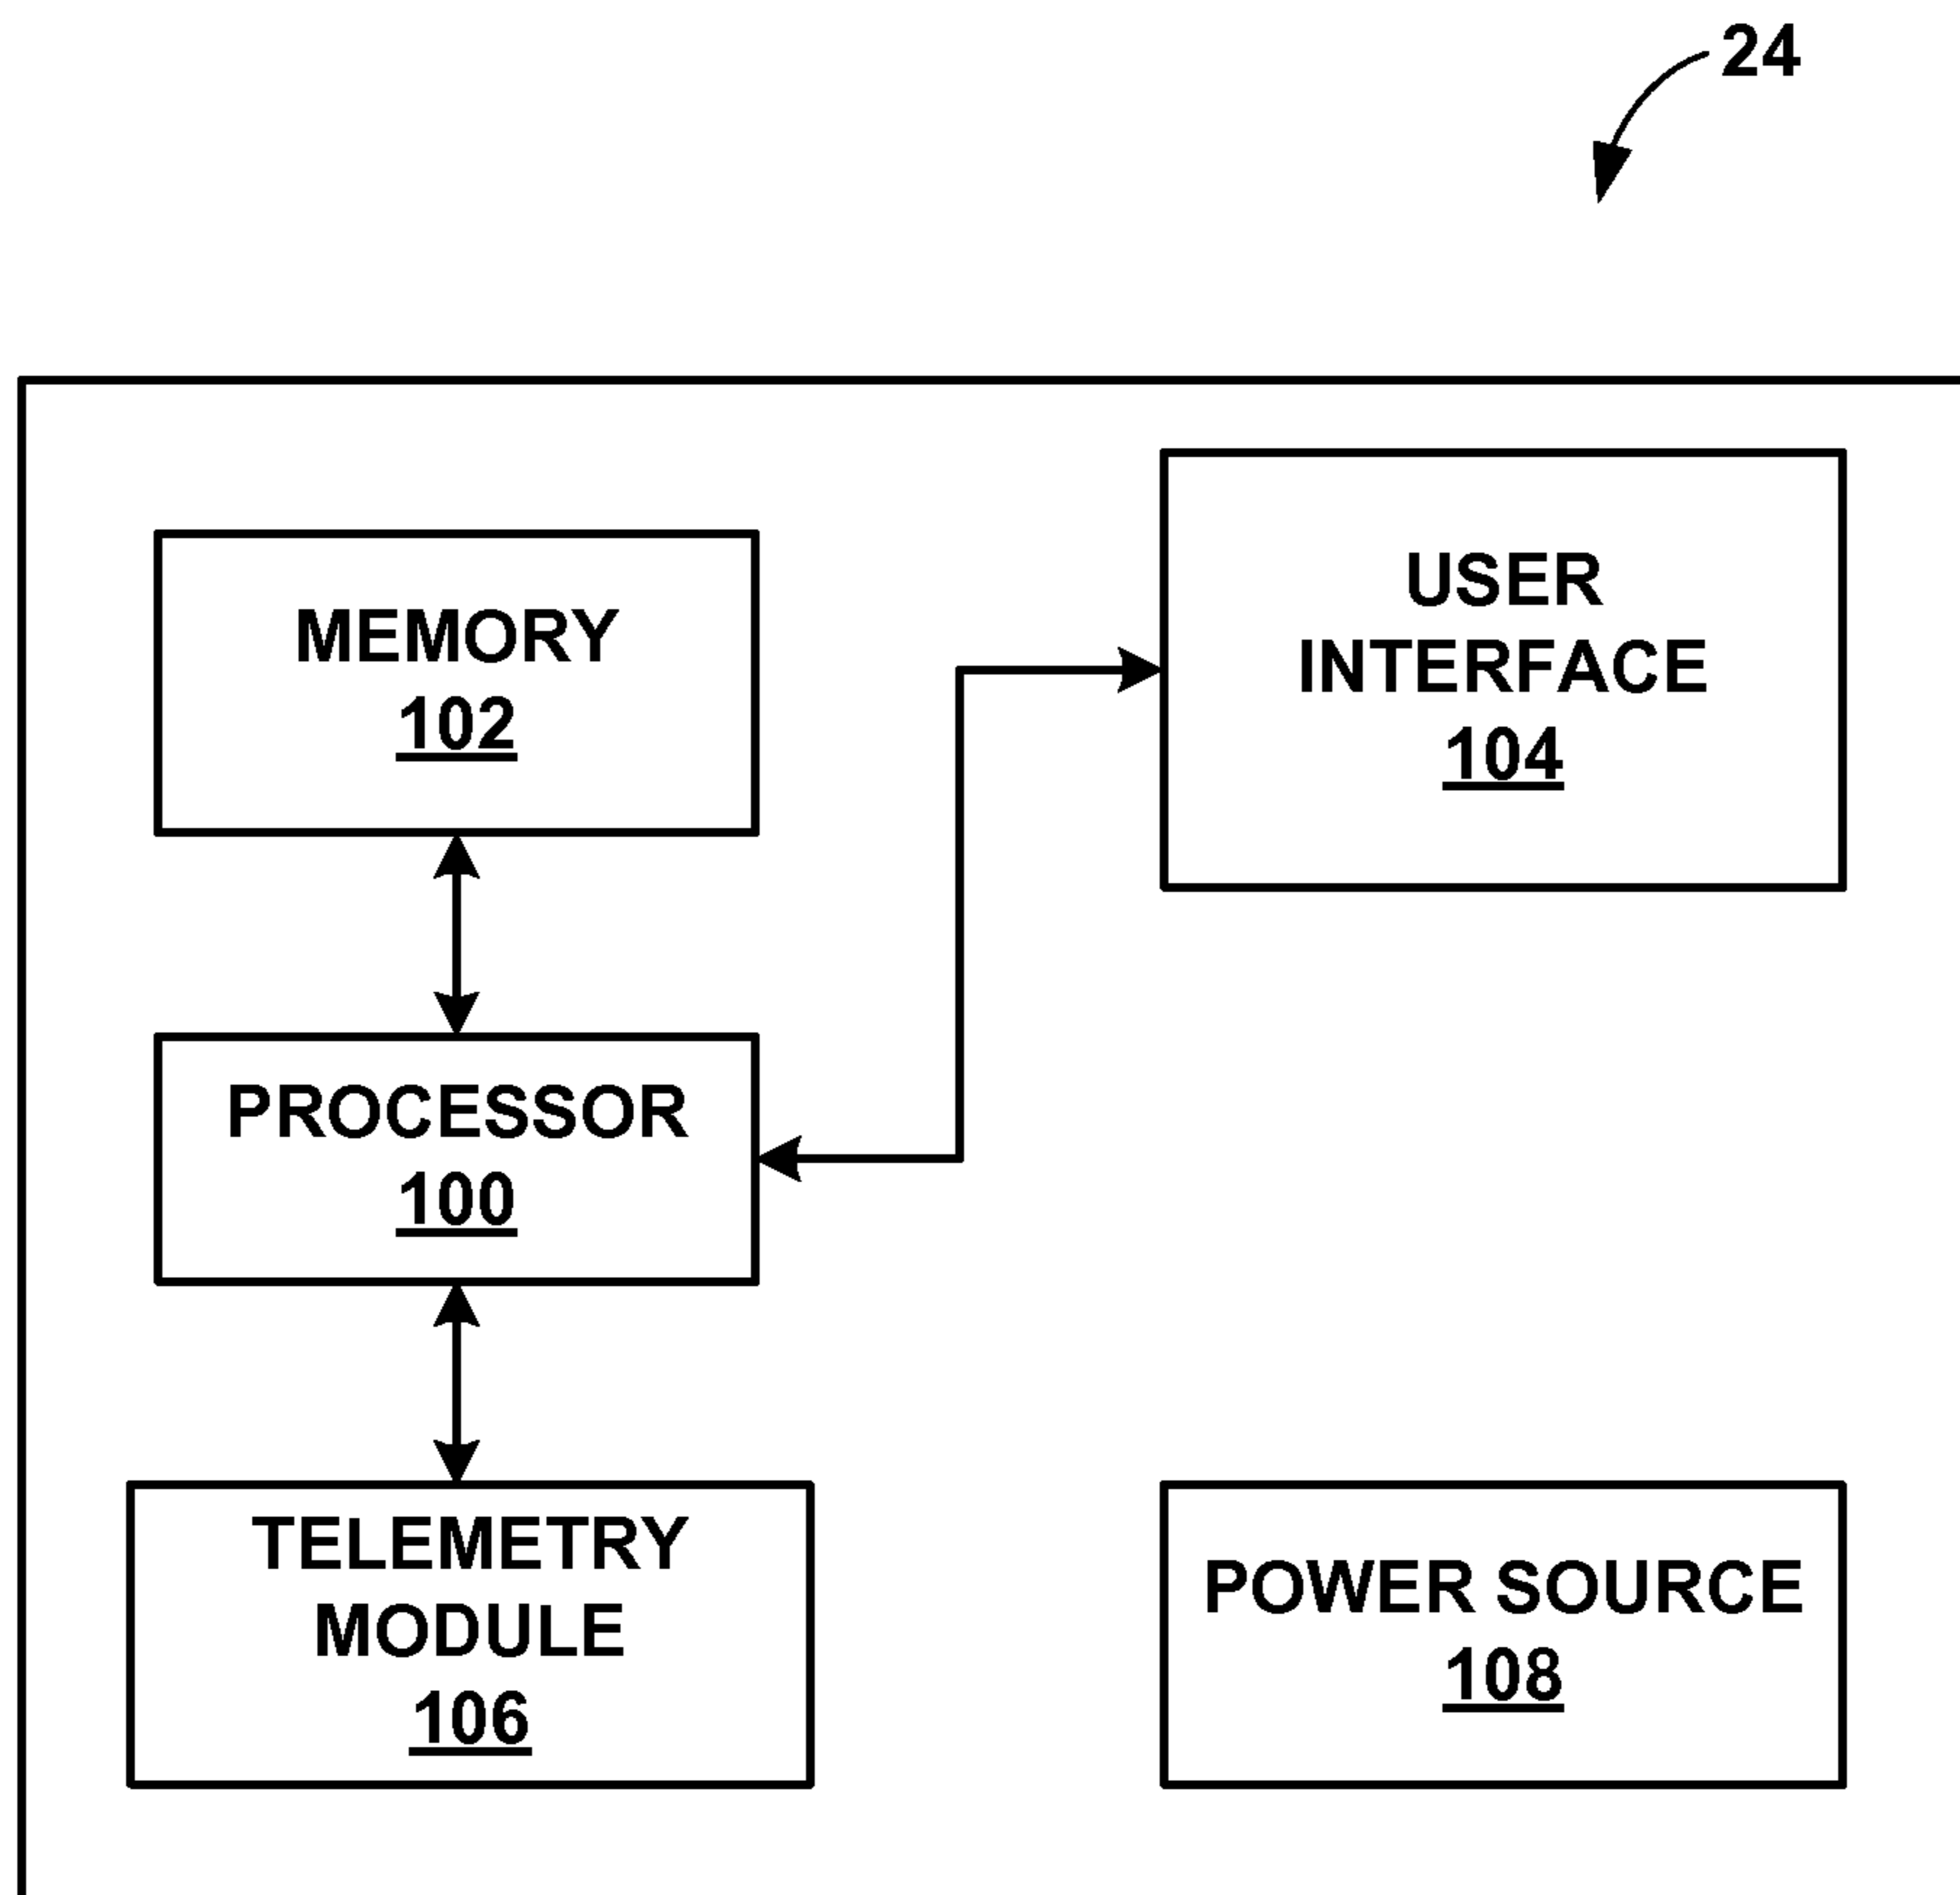 24
MEMORY
102
USER
INTERFACE
104
PROCESSOR
100
TELEMETRY
MODULE
106
POWER SOURCE
108